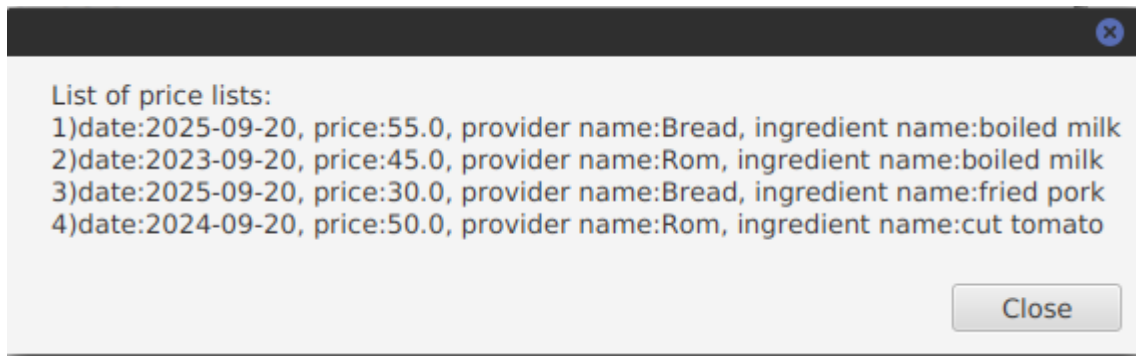 List of price lists:
1)date:2025-09-20, price:55.0, provider name:Bread, ingredient name:boiled milk
2)date:2023-09-20, price:45.0, provider name:Rom, ingredient name:boiled milk
3)date:2025-09-20, price:30.0, provider name:Bread, ingredient name:fried pork
4)date:2024-09-20, price:50.0, provider name:Rom, ingredient name:cut tomato
Close